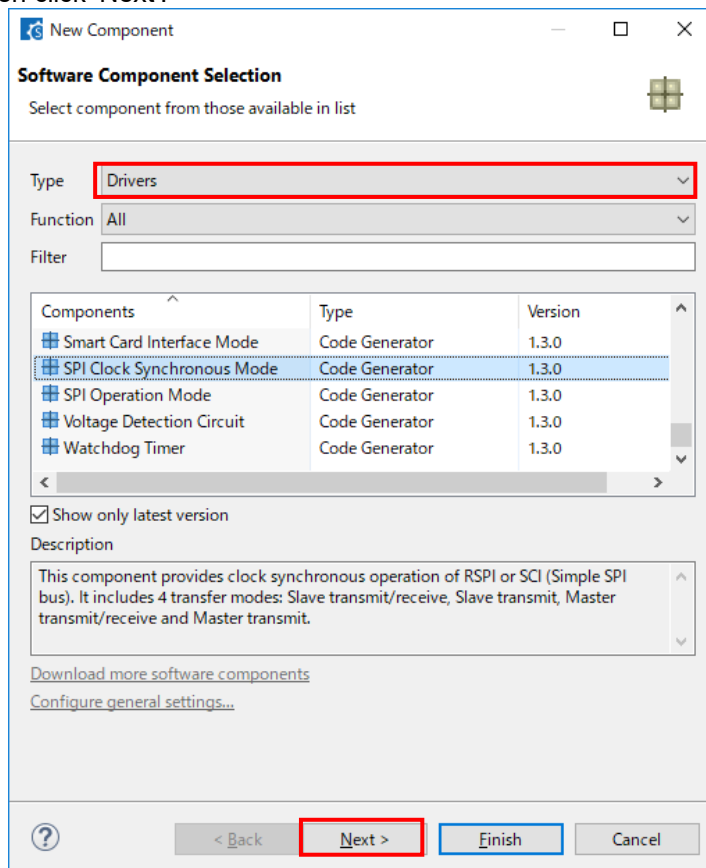 New Component
Software Component Selection
Select component from those available in list
Type Drivers
Function All
Filter
Components Type Version
Smart Card Interface Mode Code Generator 1.3.0
SPI Clock Synchronous Mode Code Generator 1.3.0
SPI Operation Mode Code Generator 1.3.0
Voltage Detection Circuit Code Generator 1.3.0
Watchdog Timer Code Generator 1.3.0
Show only latest version
Description
This component provides clock synchronous operation of RSPI or SCI (Simple SPI
bus). It includes 4 transfer modes: Slave transmit/receive, Slave transmit, Master
transmit/receive and Master transmit.
Download more software components
Configure general settings...
< Back Next > Finish Cancel